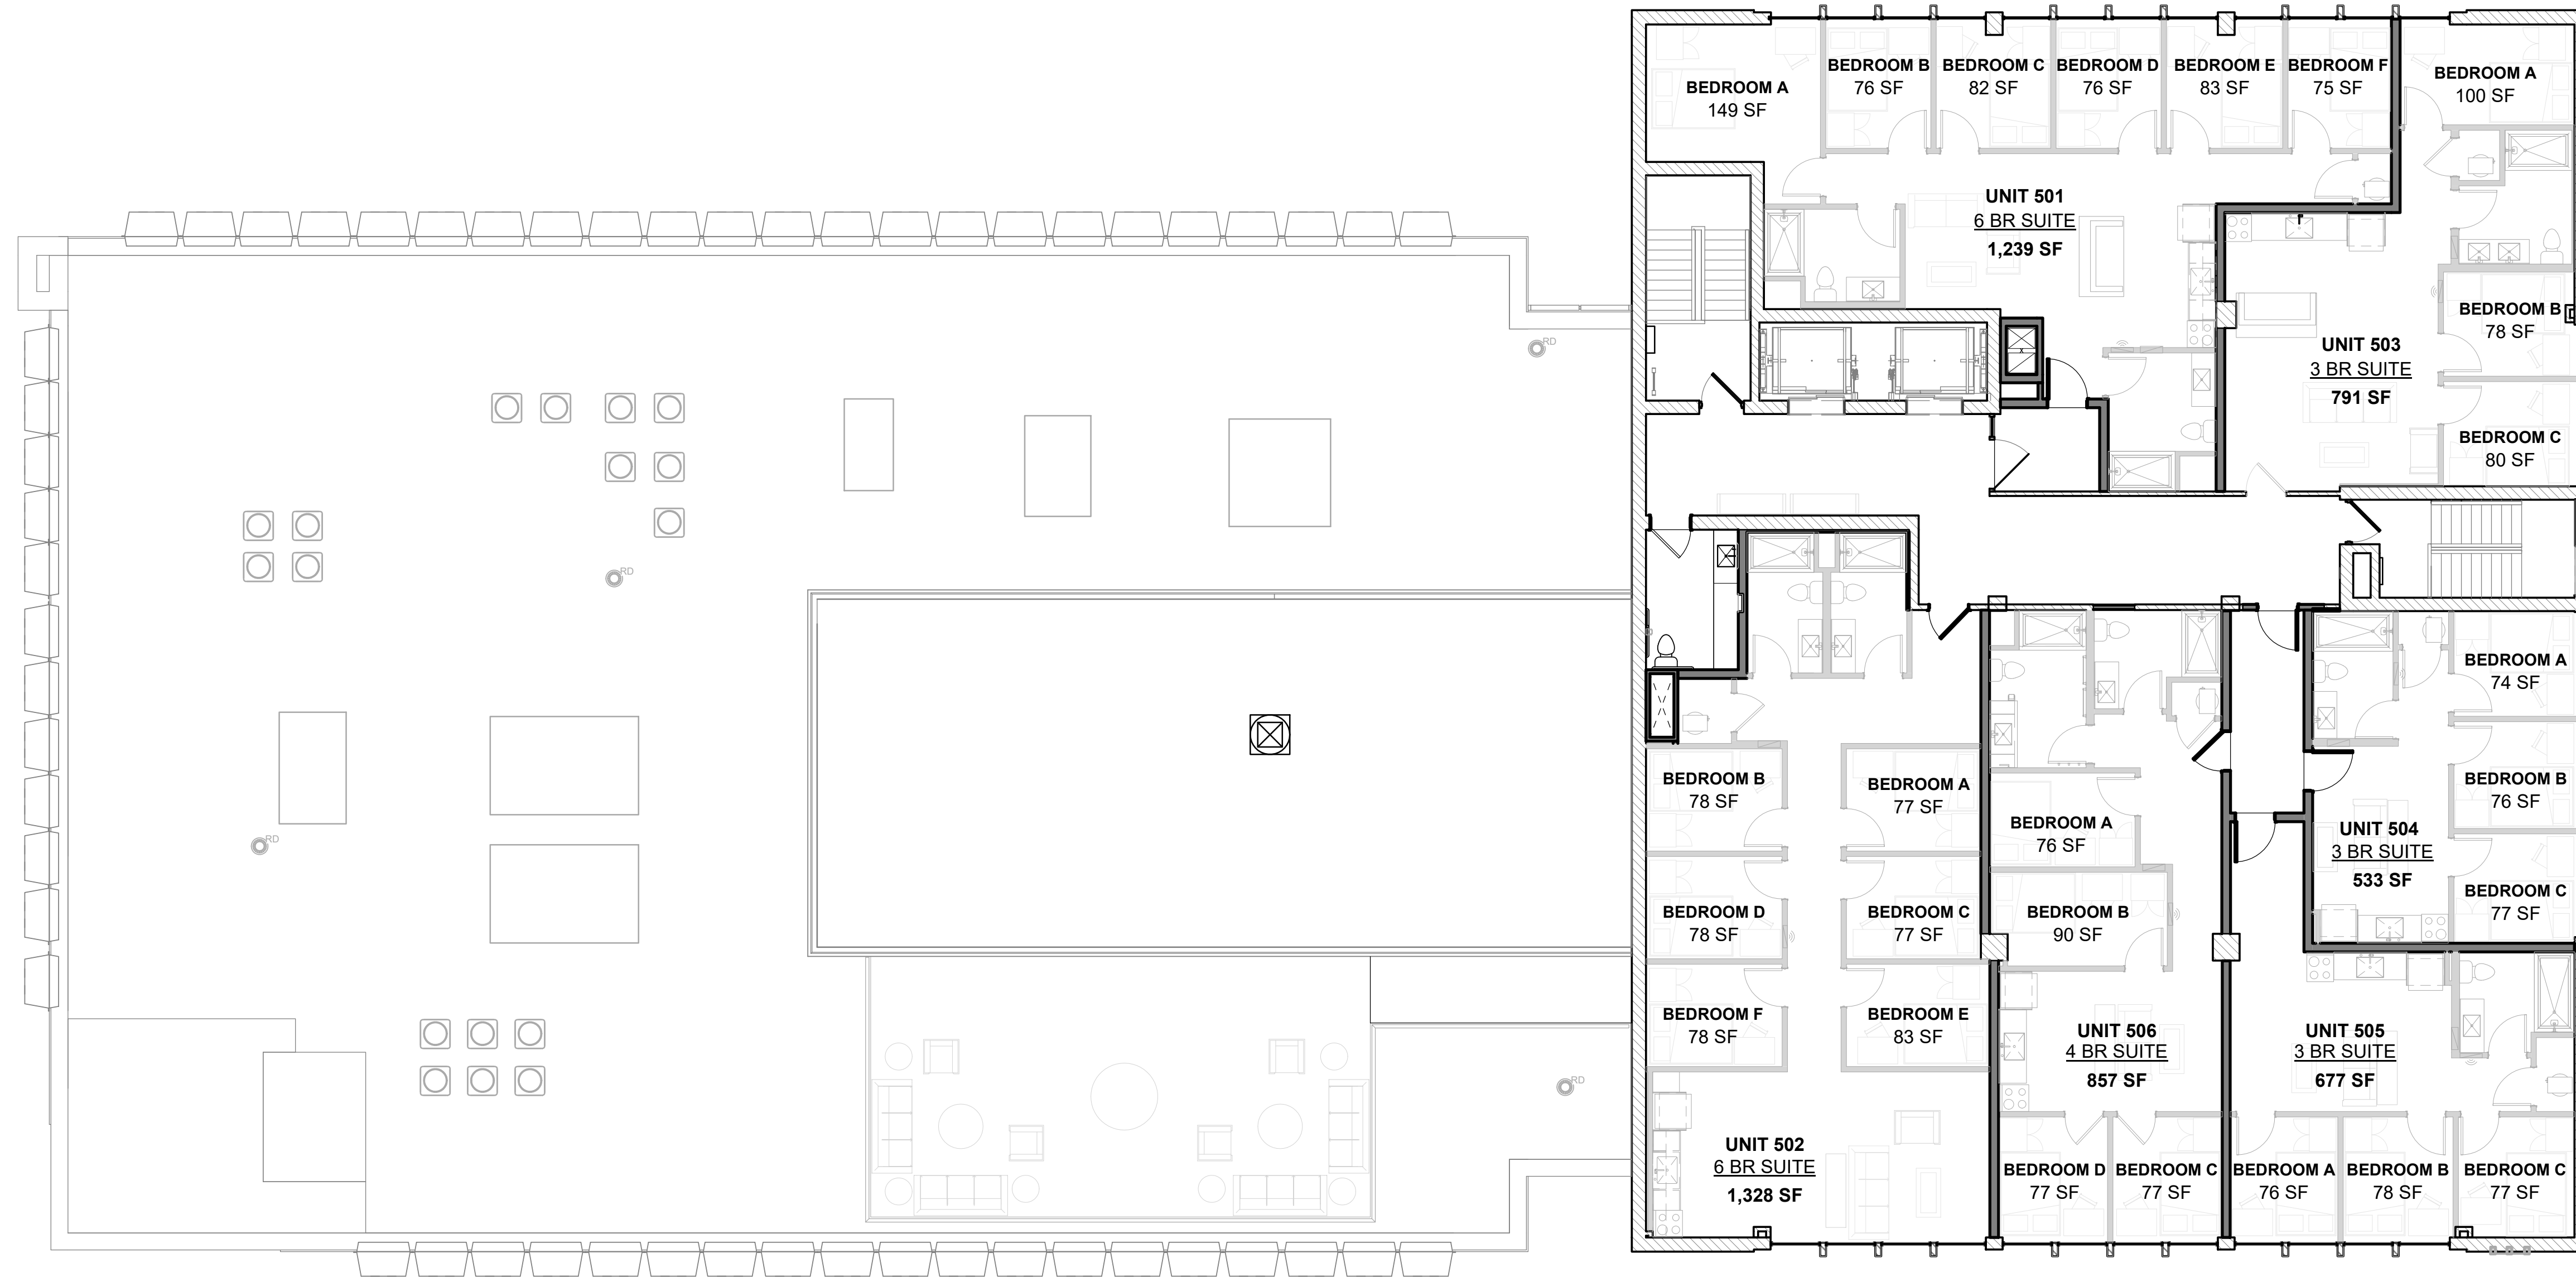 BEDROOM A
149 SF
BEDROOM B
76 SF
BEDROOM C
82 SF
BEDROOM D
76 SF
BEDROOM E
83 SF
BEDROOM F
75 SF
UNIT 501
6 BR SUITE
1,239 SF
BEDROOM A
100 SF
BEDROOM B
78 SF
BEDROOM C
80 SF
UNIT 503
3 BR SUITE
791 SF
RD
RD
RD
RD
BEDROOM B
78 SF
BEDROOM A
77 SF
BEDROOM D
78 SF
BEDROOM C
77 SF
BEDROOM F
78 SF
BEDROOM E
83 SF
UNIT 502
6 BR SUITE
1,328 SF
BEDROOM A
76 SF
BEDROOM B
90 SF
UNIT 506
4 BR SUITE
857 SF
BEDROOM D
77 SF
BEDROOM C
77 SF
BEDROOM A
74 SF
BEDROOM B
76 SF
BEDROOM C
77 SF
UNIT 504
3 BR SUITE
533 SF
UNIT 505
3 BR SUITE
677 SF
BEDROOM A
76 SF
BEDROOM B
78 SF
BEDROOM C
77 SF